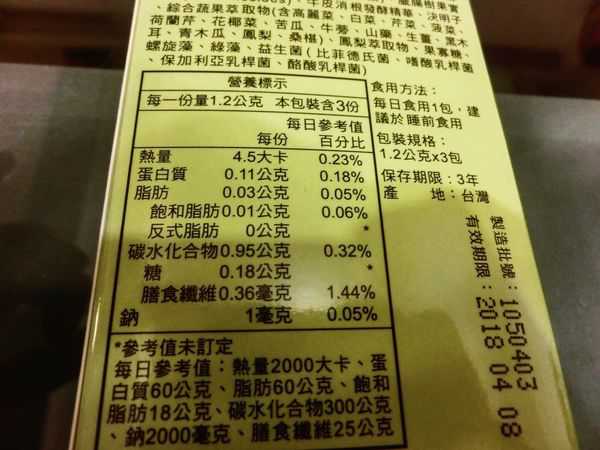 牛皮消根發酵精華、決明子
、綜合蔬果萃取物(含高麗菜、白菜、芹菜、菠菜、
荷蘭芹、花椰菜、苦瓜、牛蒡、山藥、生薑、黑木
耳、青木瓜、鳳梨、桑椹)、鳳梨萃取物、果寡糖、
螺旋藻、綠藻、益生菌(比菲德氏菌、嗜酸乳桿菌
、保加利亞乳桿菌、酪酸乳桿菌)
營養標示
每一份量1.2公克 本包裝含3份
每日參考值
每份 百分比
熱量 4.5大卡 0.23%
蛋白質 0.11公克 0.18%
脂肪 0.03公克 0.05%
飽和脂肪0.01公克 0.06%
反式脂肪 0公克 *
碳水化合物0.95公克 0.32%
糖 0.18公克 *
膳食纖維0.36毫克 1.44%
鈉 1毫克 0.05%
*參考值未訂定
每日參考值：熱量2000大卡、蛋
白質60公克、脂肪60公克、飽和
脂肪18公克、碳水化合物300公克
、鈉2000毫克、膳食纖維25公克
食用方法：
每日食用1包，建
議於睡前食用
包裝規格：
1.2公克x3包
保存期限：3年
產 地：台灣
製造批號：1050403
有效期限：2018 04 08